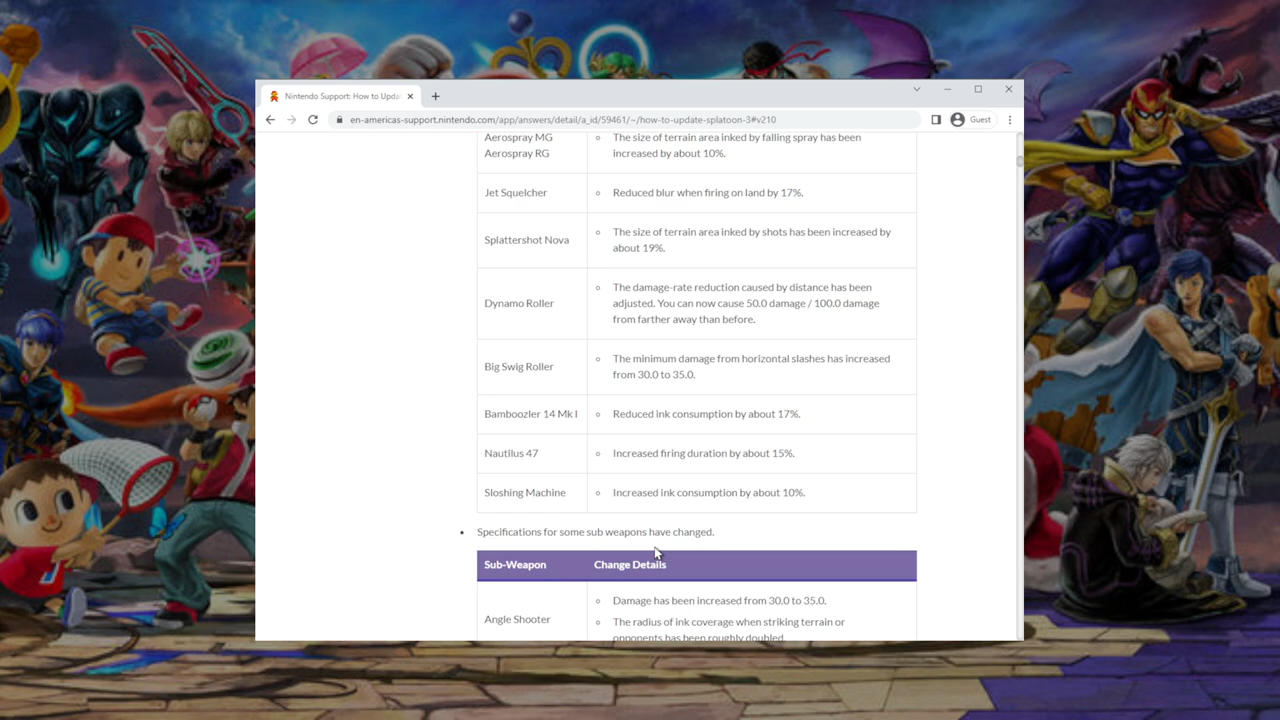 Nintendo Support: How to Upda
Guest
en-americas-support.nintendo.com/app/answers/detail/a_id/59461/~/how-to-update-splatoon-3#v210
Aerospray MG
Aerospray RG
The size of terrain area inked by falling spray has been
increased by about 10%.
Jet Squelcher
Reduced blur when firing on land by 17%.
Splattershot Nova
The size of terrain area inked by shots has been increased by
about 19%.
Dynamo Roller
The damage-rate reduction caused by distance has been
adjusted. You can now cause 50.0 damage / 100.0 damage
from farther away than before.
Big Swig Roller
The minimum damage from horizontal slashes has increased
from 30.0 to 35.0.
Bamboozler 14 Mk I
Reduced ink consumption by about 17%.
Nautilus 47
Increased firing duration by about 15%.
Sloshing Machine
Increased ink consumption by about 10%.
Specifications for some sub weapons have changed.
Sub-Weapon
Change Details
Angle Shooter
Damage has been increased from 30.0 to 35.0.
The radius of ink coverage when striking terrain or
opponents has been roughly doubled.